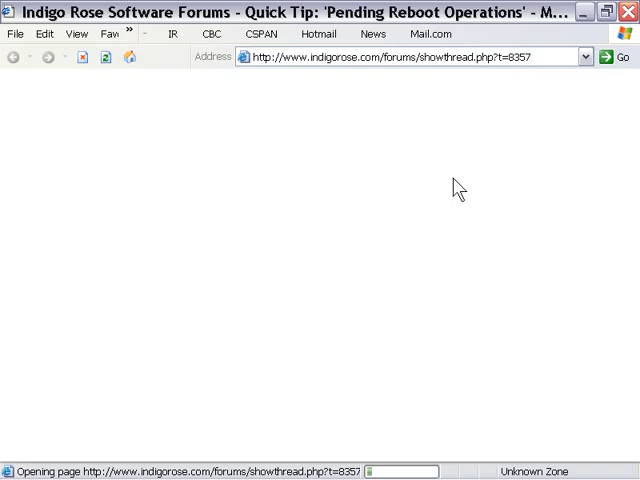 Indigo Rose Software Forums - Quick Tip: 'Pending Reboot Operations' - M...
File Edit View Fav » IR CBC CSPAN Hotmail News Mail.com
Address http://www.indigorose.com/forums/showthread.php?t=8357 Go
Opening page http://www.indigorose.com/forums/showthread.php?t=8357 Unknown Zone